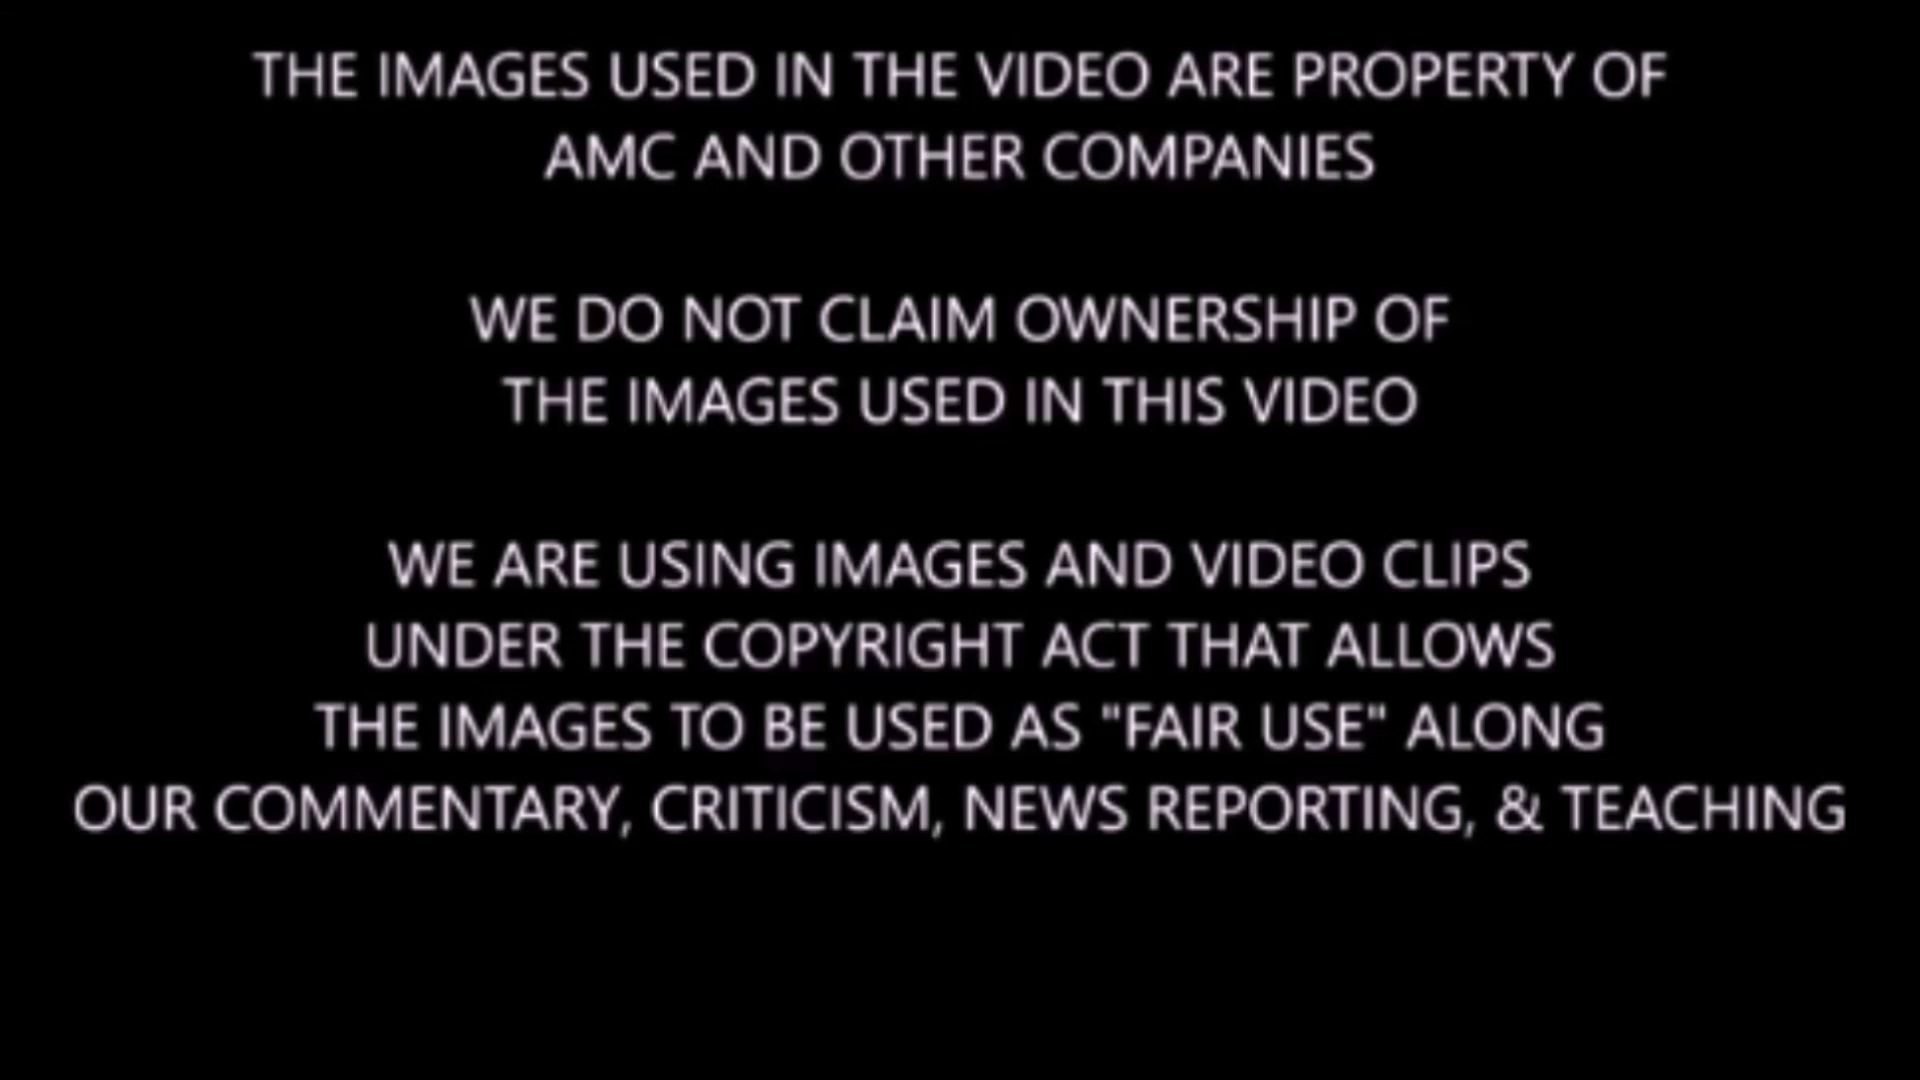 THE IMAGES USED IN THE VIDEO ARE PROPERTY OF
AMC AND OTHER COMPANIES
WE DO NOT CLAIM OWNERSHIP OF
THE IMAGES USED IN THIS VIDEO
WE ARE USING IMAGES AND VIDEO CLIPS
UNDER THE COPYRIGHT ACT THAT ALLOWS
THE IMAGES TO BE USED AS "FAIR USE" ALONG
OUR COMMENTARY, CRITICISM, NEWS REPORTING, & TEACHING